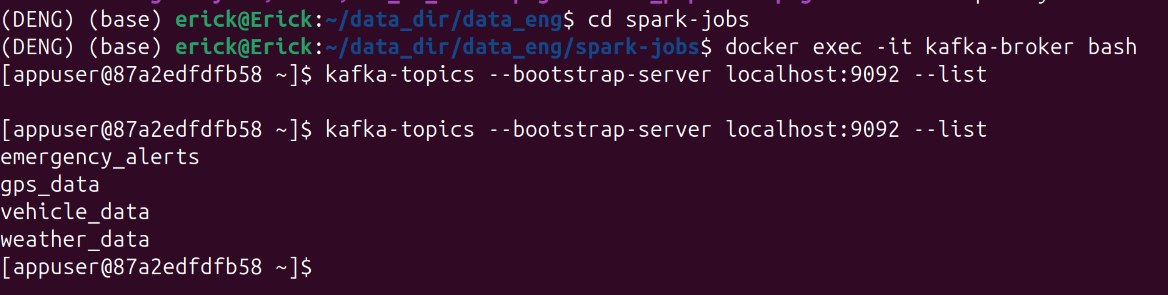 (DENG) (base) erick@Erick:~/data_dir/data_eng$ cd spark-jobs
(DENG) (base) erick@Erick:~/data_dir/data_eng/spark-jobs$ docker exec -it kafka-broker bash
[appuser@87a2edfdfb58 ~]$ kafka-topics --bootstrap-server localhost:9092 --list
[appuser@87a2edfdfb58 ~]$ kafka-topics --bootstrap-server localhost:9092 --list
emergency_alerts
gps_data
vehicle_data
weather_data
[appuser@87a2edfdfb58 ~]$